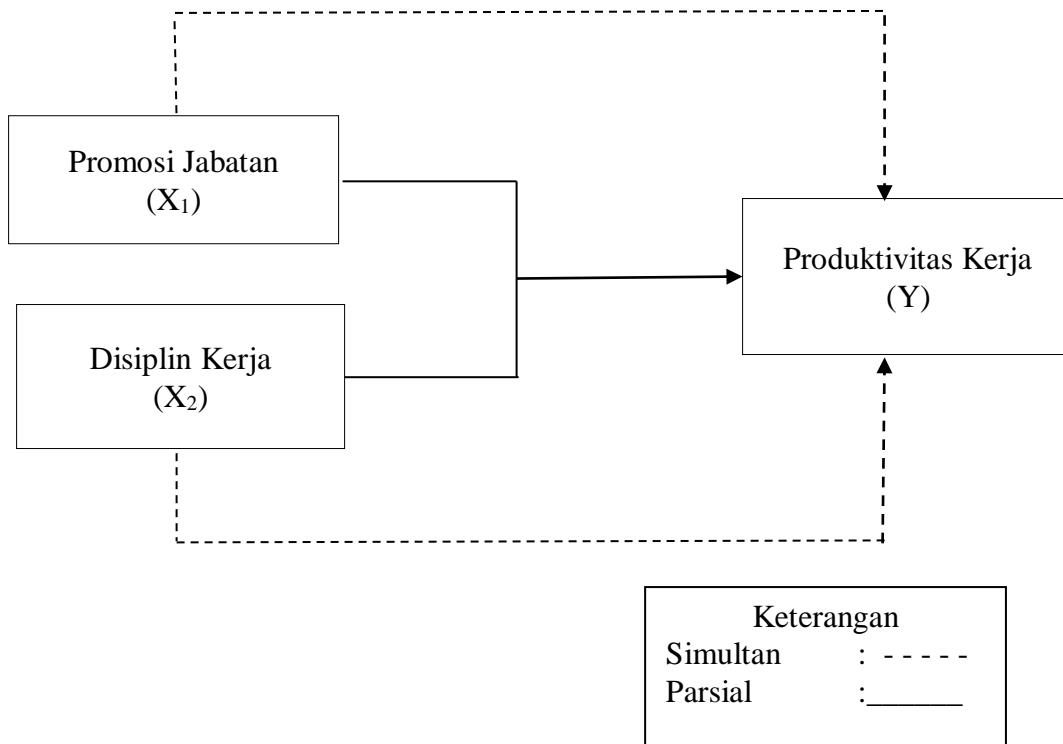 Promosi Jabatan
(X₁)
Produktivitas Kerja
(Y)
Disiplin Kerja
(X₂)
Keterangan
Simultan : - - - - -
Parsial :______